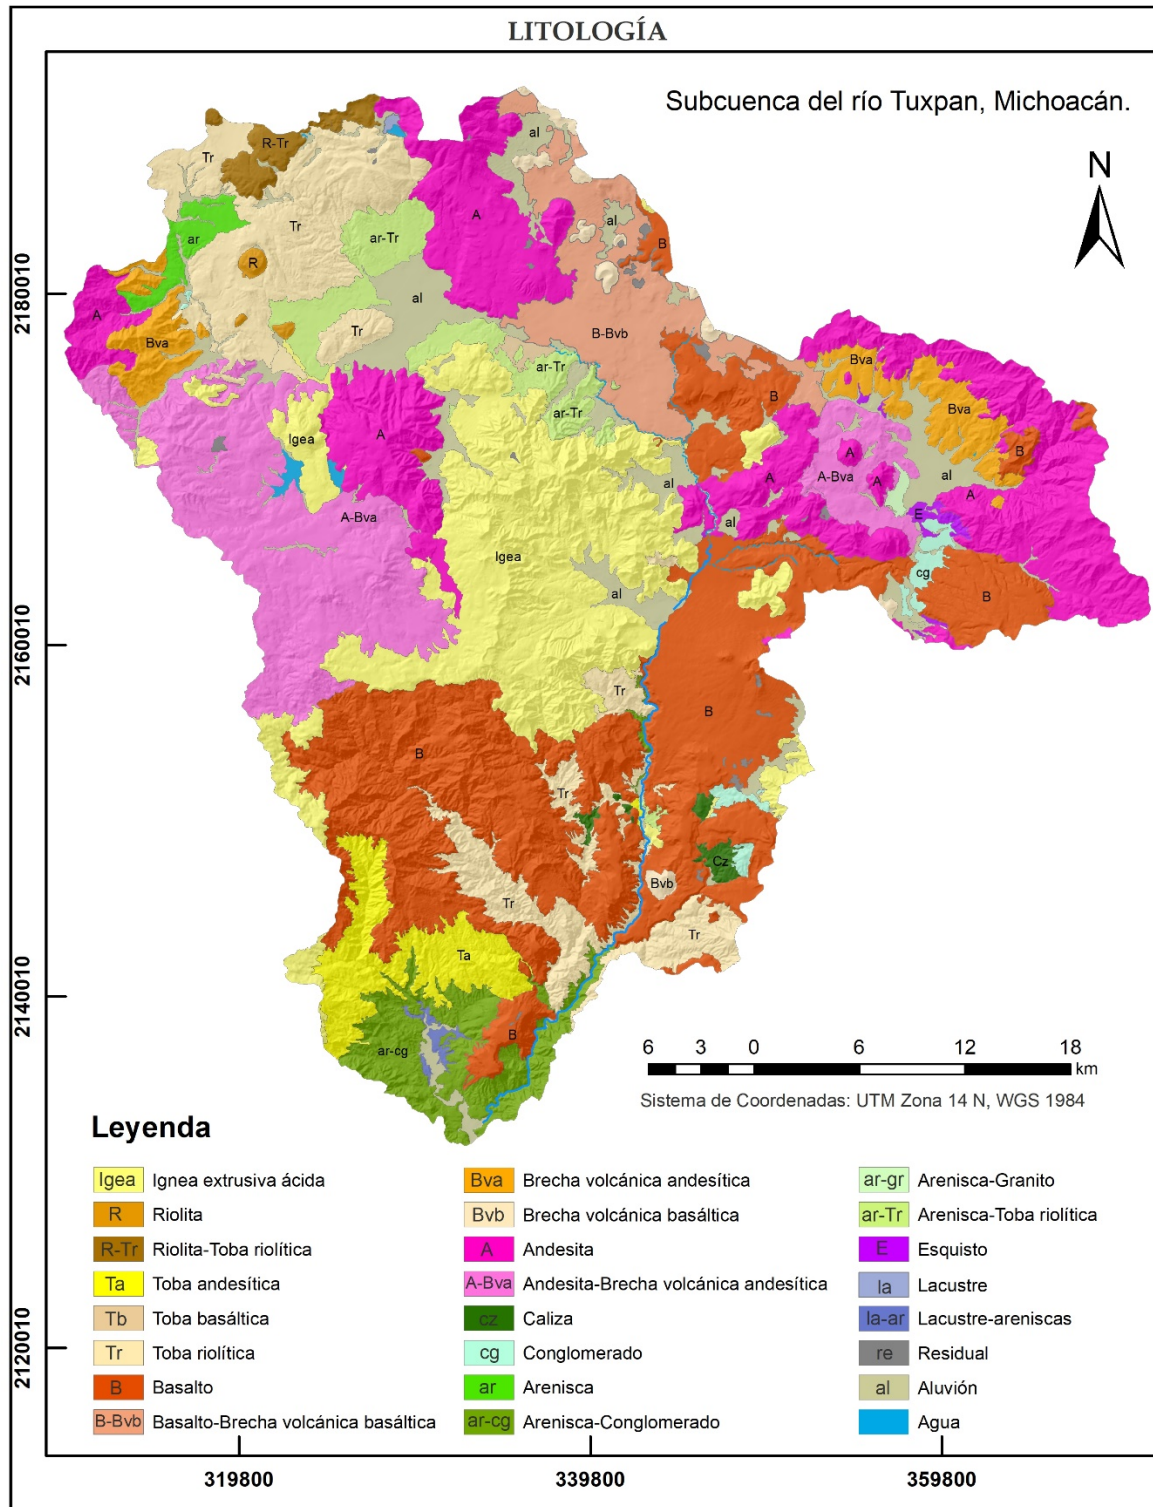 LITOLOGÍA
Subcuenca del río Tuxpan, Michoacán.
N
al
R-Tr
Tr
A
al
Tr
ar-Tr
ar
B
R
2180010
al
A
B-Bvb
Tr
Bva
Bva
ar-Tr
B
Bva
ar-Tr
A
Igea
B
A
A-Bva
A
al
A
al
A
A-Bva
E
al
Igea
cg
al
B
2160010
Tr
B
B
Tr
Cz
Bvb
Tr
Tr
Ta
2140010
B
ar-cg
6 3 0 6 12 18
km
Sistema de Coordenadas: UTM Zona 14 N, WGS 1984
Leyenda
Igea Ignea extrusiva ácida
R Riolita
R-Tr Riolita-Toba riolítica
Ta Toba andesítica
Tb Toba basáltica
Tr Toba riolítica
B Basalto
B-Bvb Basalto-Brecha volcánica basáltica
Bva Brecha volcánica andesítica
Bvb Brecha volcánica basáltica
A Andesita
A-Bva Andesita-Brecha volcánica andesítica
cz Caliza
cg Conglomerado
ar Arenisca
ar-cg Arenisca-Conglomerado
ar-gr Arenisca-Granito
ar-Tr Arenisca-Toba riolítica
E Esquisto
la Lacustre
la-ar Lacustre-areniscas
re Residual
al Aluvión
Agua
2120010
319800 339800 359800